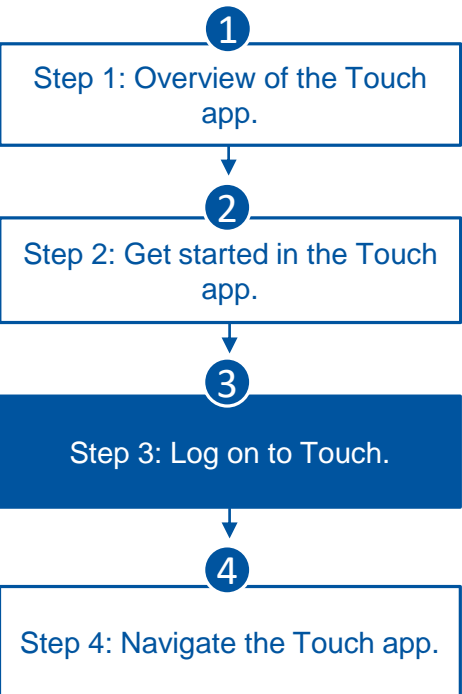 1
Step 1: Overview of the Touch
app.
2
Step 2: Get started in the Touch
app.
3
Step 3: Log on to Touch.
4
Step 4: Navigate the Touch app.